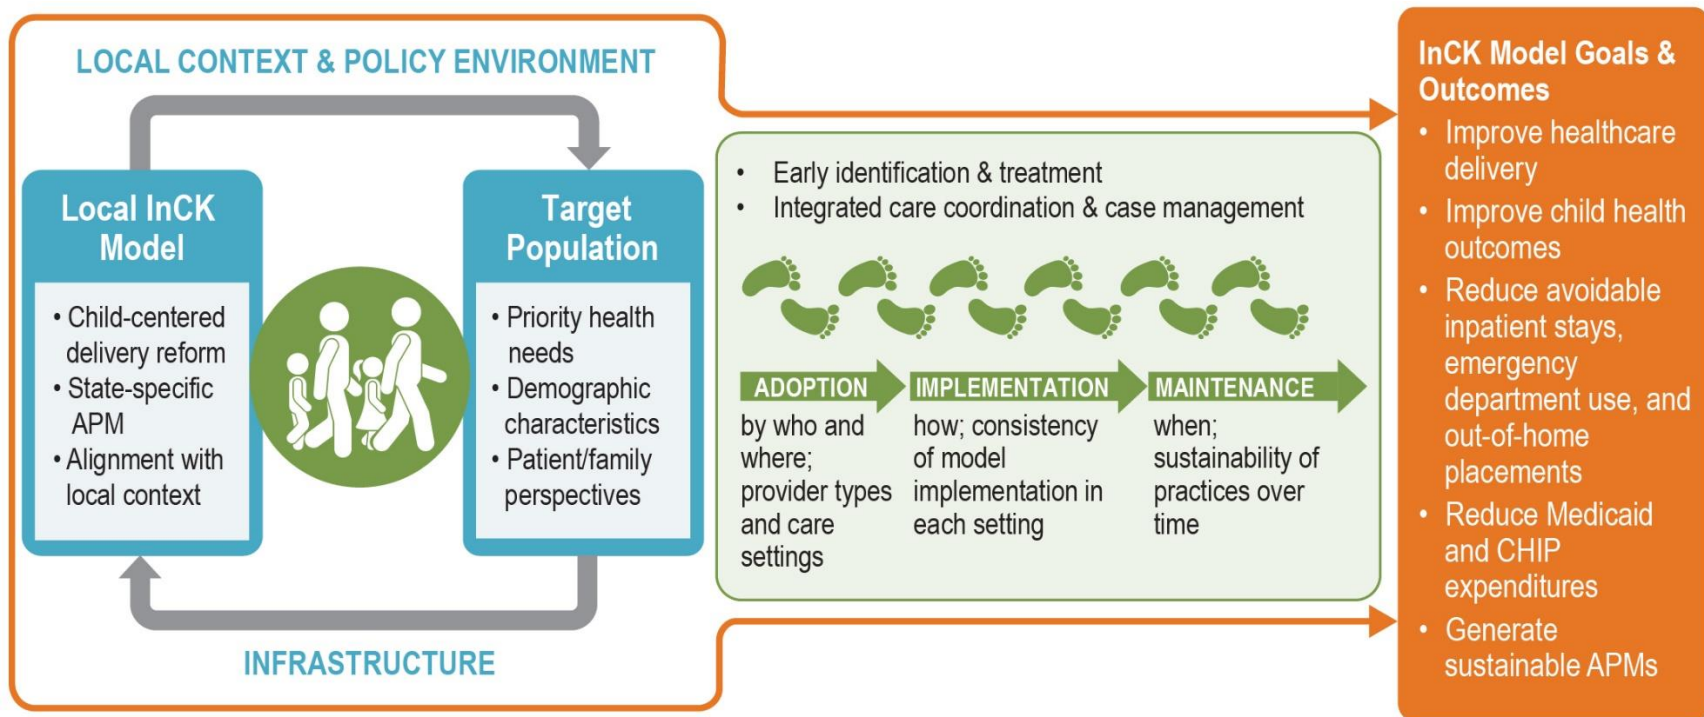 LOCAL CONTEXT & POLICY ENVIRONMENT
Local InCK
Model
• Child-centered
delivery reform
• State-specific
APM
• Alignment with
local context
Target
Population
• Priority health
needs
• Demographic
characteristics
• Patient/family
perspectives
INFRASTRUCTURE
• Early identification & treatment
• Integrated care coordination & case management
ADOPTION
by who and
where;
provider types
and care
settings
IMPLEMENTATION
how; consistency
of model
implementation in
each setting
MAINTENANCE
when;
sustainability of
practices over
time
InCK Model Goals &
Outcomes
• Improve healthcare
delivery
• Improve child health
outcomes
• Reduce avoidable
inpatient stays,
emergency
department use, and
out-of-home
placements
• Reduce Medicaid
and CHIP
expenditures
• Generate
sustainable APMs